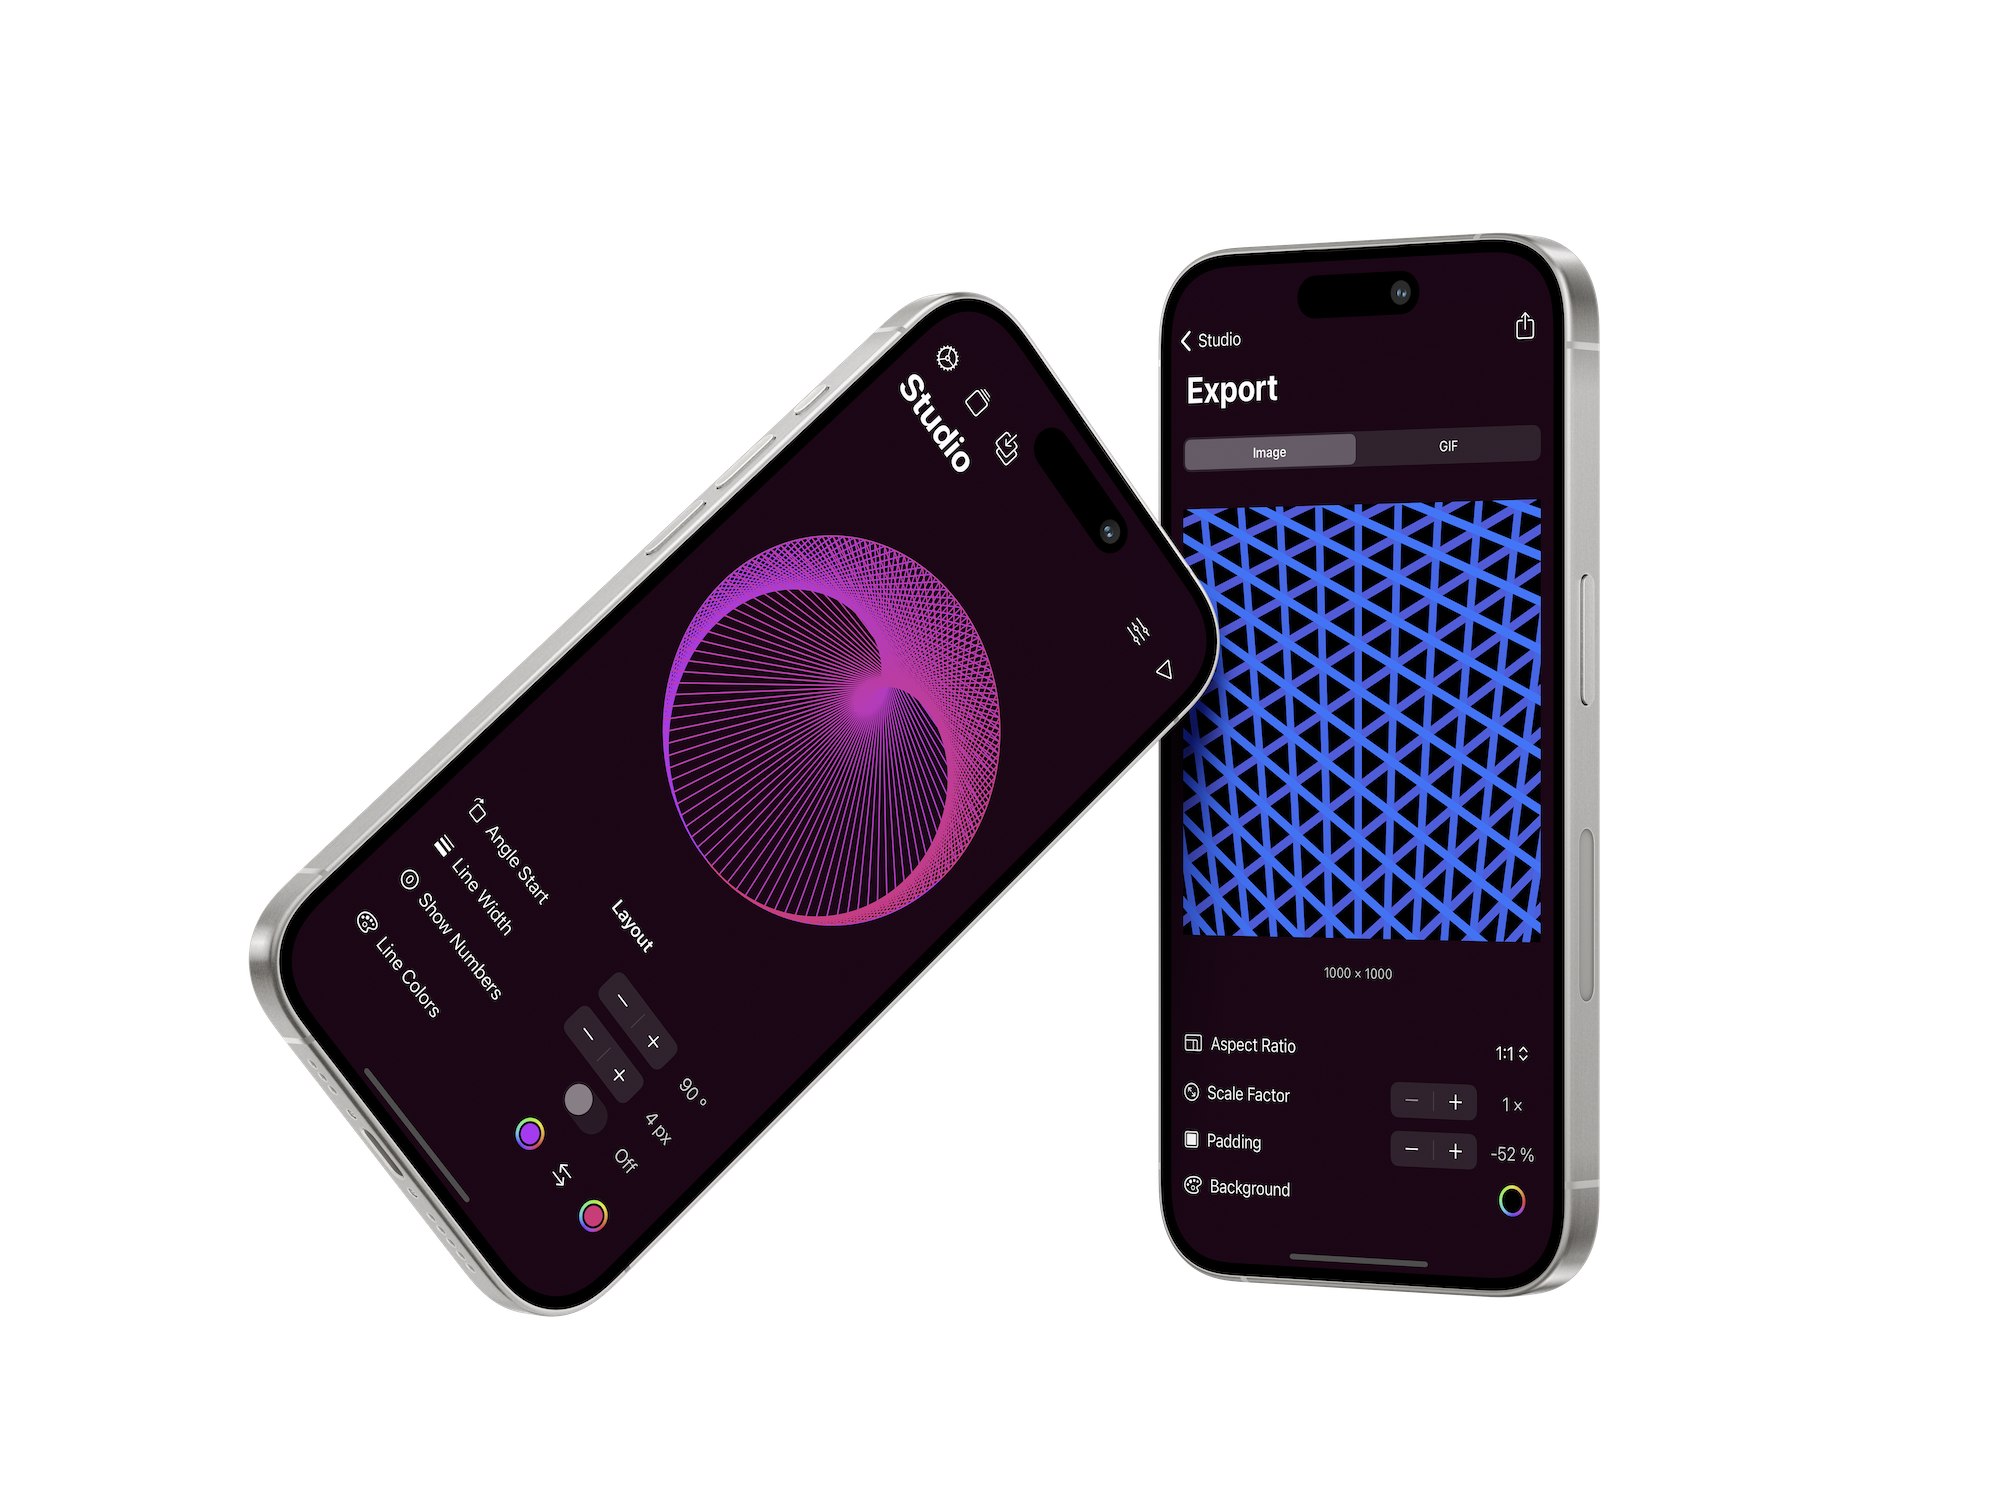 Studio
Layout
Angle Start
90 °
Line Width
4 px
Show Numbers
0
Off
Line Colors
Studio
Export
Image
GIF
1000 × 1000
Aspect Ratio
1:1
Scale Factor
1 x
Padding
-52 %
Background